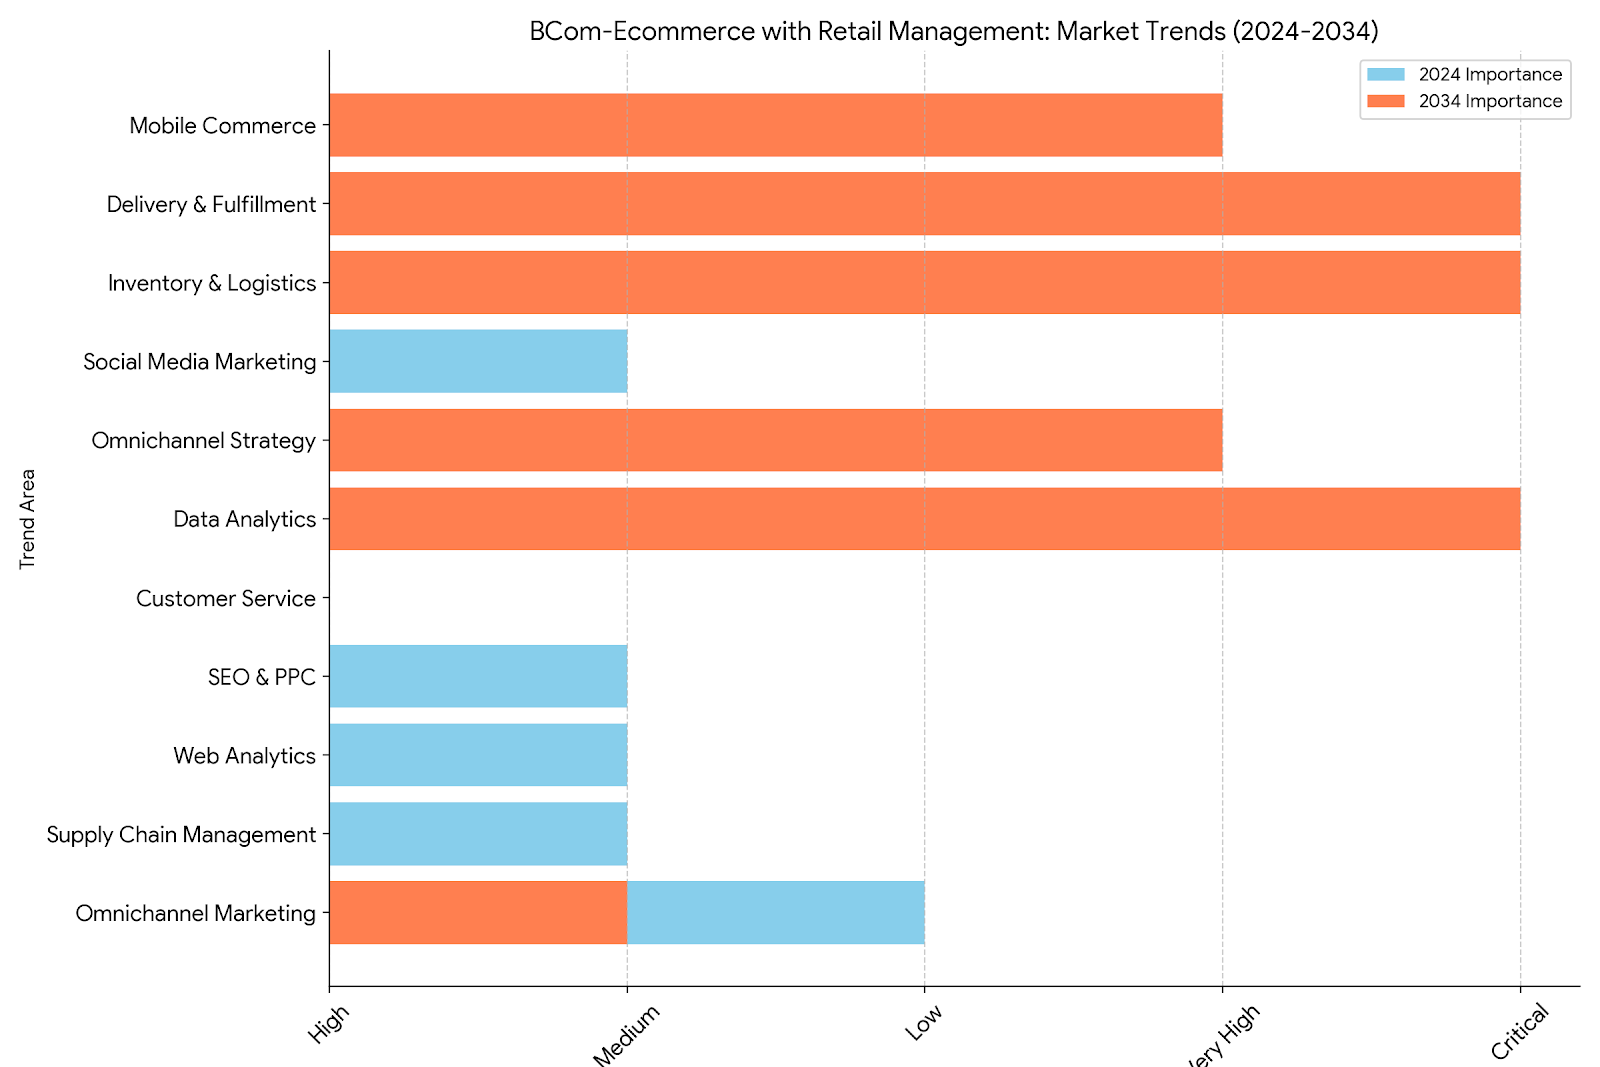 BCom-Ecommerce with Retail Management: Market Trends (2024-2034)
2024 Importance
2034 Importance
Mobile Commerce
Delivery & Fulfillment
Inventory & Logistics
Social Media Marketing
Omnichannel Strategy
Data Analytics
Customer Service
SEO & PPC
Web Analytics
Supply Chain Management
Omnichannel Marketing
Trend Area
High
Medium
Low
Very High
Critical